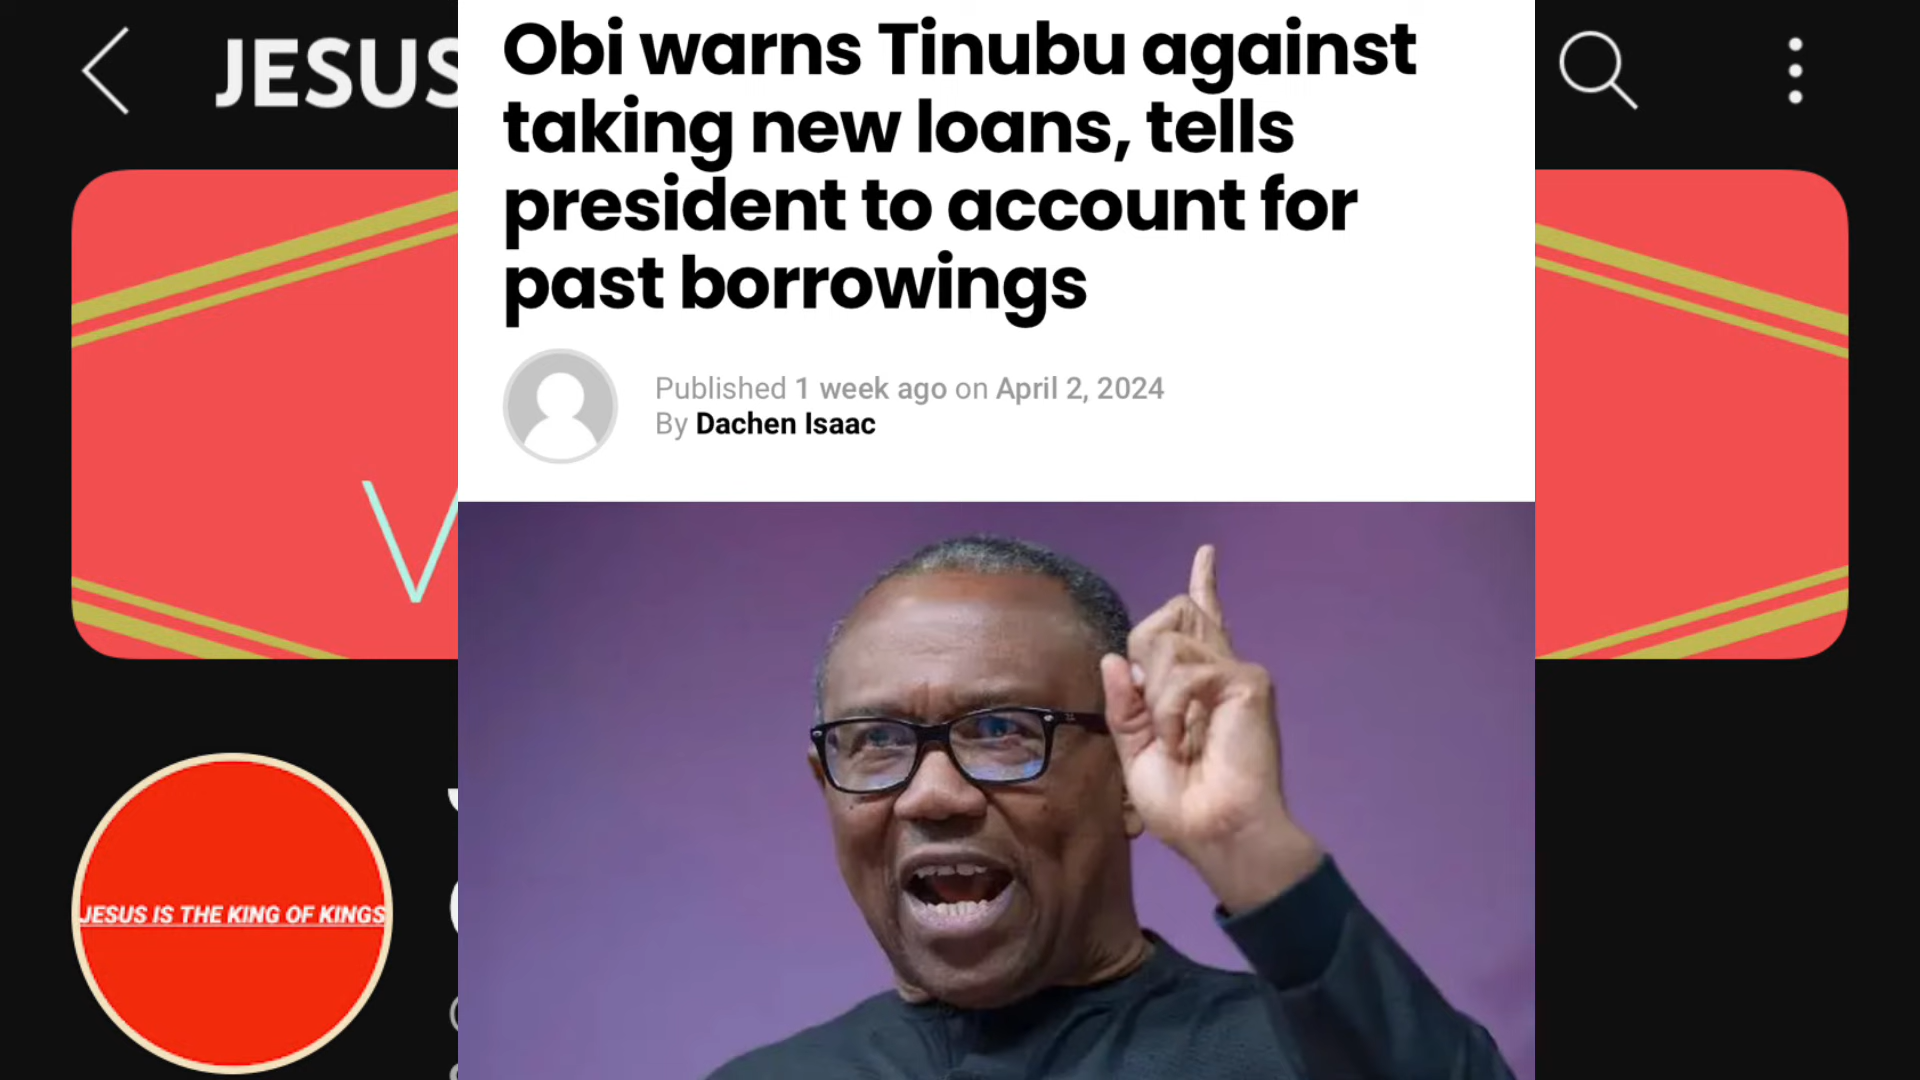 JESUS
Obi warns Tinubu against
taking new loans, tells
president to account for
past borrowings
Published 1 week ago on April 2, 2024
By Dachen Isaac
JESUS IS THE KING OF KINGS